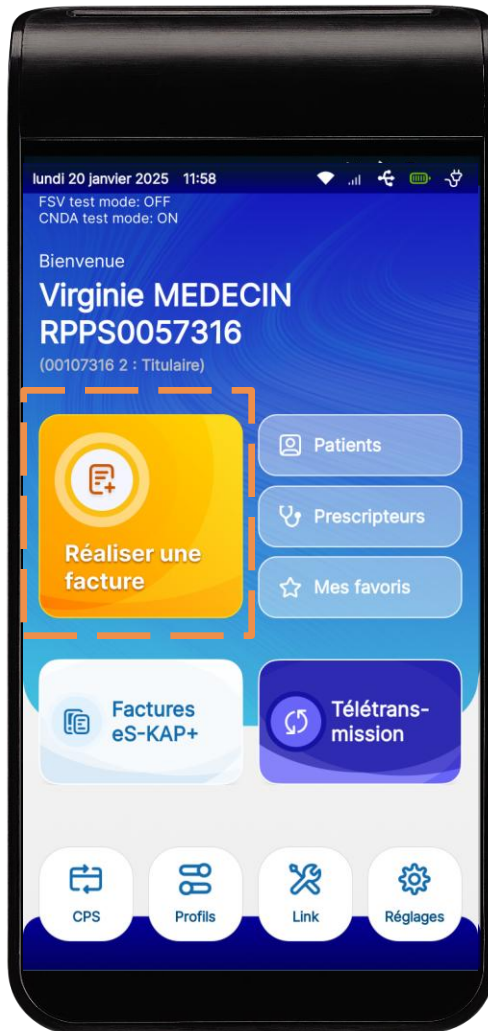 lundi 20 janvier 2025 11:58
FSV test mode: OFF
CNDA test mode: ON
Bienvenue
Virginie MEDECIN
RPPS0057316
(00107316 2 : Titulaire)
Réaliser une
facture
Patients
Prescripteurs
Mes favoris
Factures
eS-KAP+
Télétrans-
mission
CPS
Profils
Link
Réglages